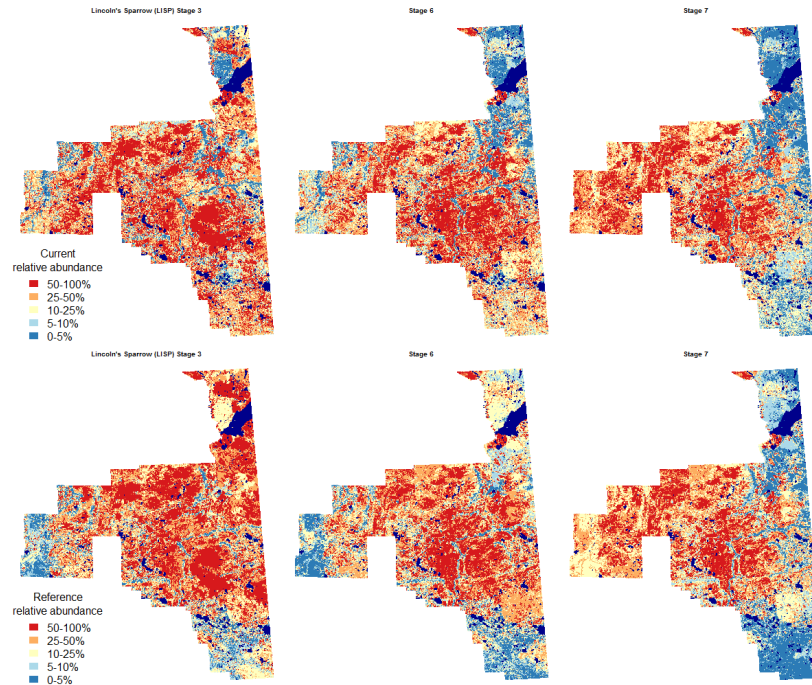 Lincoln's Sparrow (LISP) Stage 3
Stage 6
Stage 7
Current
relative abundance
50-100%
25-50%
10-25%
5-10%
0-5%
Lincoln's Sparrow (LISP) Stage 3
Stage 6
Stage 7
Reference
relative abundance
50-100%
25-50%
10-25%
5-10%
0-5%